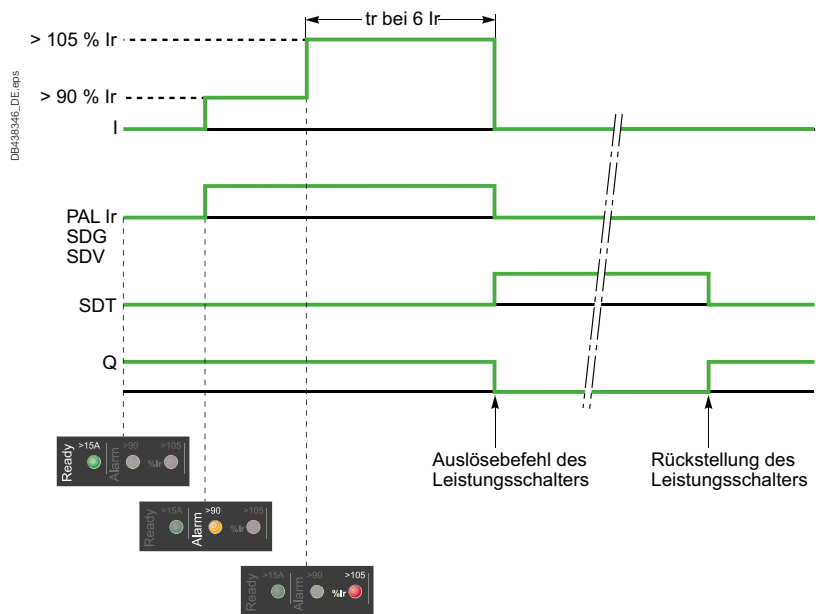 tr bei 6 Ir
> 105 % Ir
> 90 % Ir
I
DB438346_DE.eps
PAL Ir
SDG
SDV
SDT
Q
Auslösebefehl des
Leistungsschalters
Rückstellung des
Leistungsschalters
Ready >15A Alarm >90 %Ir >105
Ready >15A Alarm >90 %Ir >105
Ready >15A Alarm >90 %Ir >105